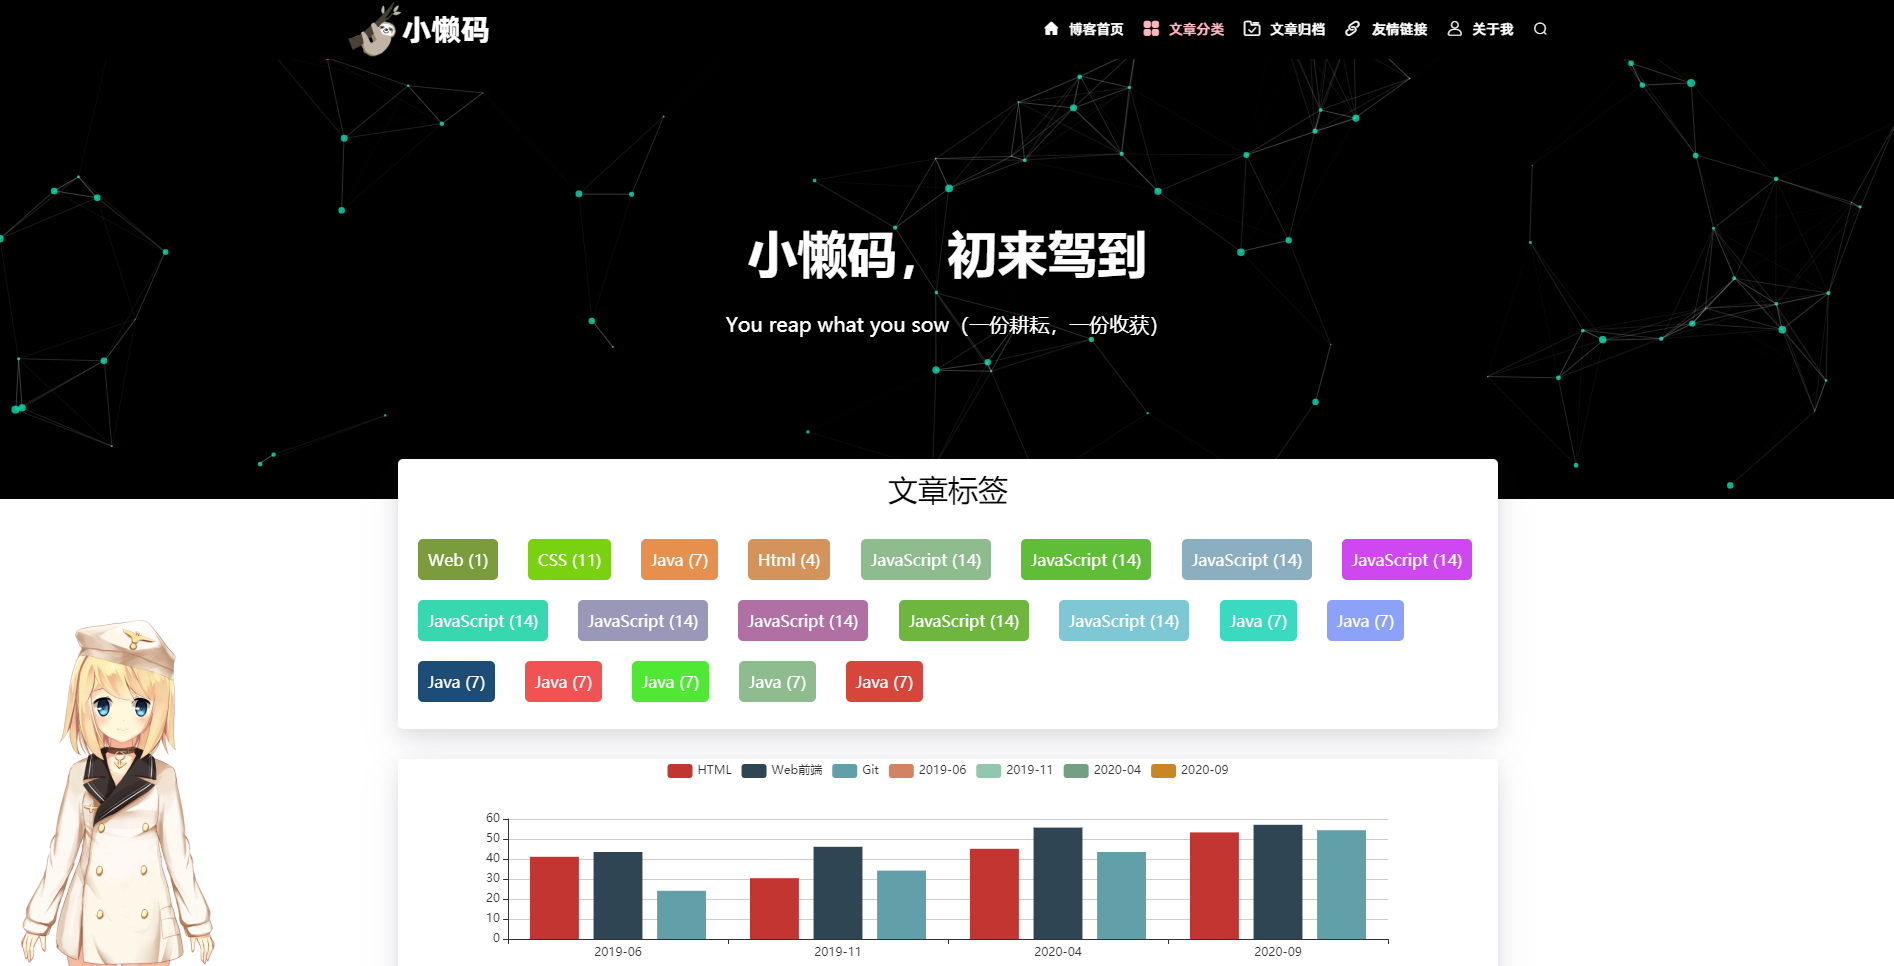 小懒码
博客首页 文章分类 文章归档 友情链接 关于我
小懒码，初来驾到
You reap what you sow（一份耕耘，一份收获）
文章标签
Web (1) CSS (11) Java (7) Html (4) JavaScript (14) JavaScript (14) JavaScript (14) JavaScript (14)
JavaScript (14) JavaScript (14) JavaScript (14) JavaScript (14) JavaScript (14) Java (7) Java (7)
Java (7) Java (7) Java (7) Java (7) Java (7)
HTML Web前端 Git 2019-06 2019-11 2020-04 2020-09
60
50
40
30
20
10
0
2019-06 2019-11 2020-04 2020-09